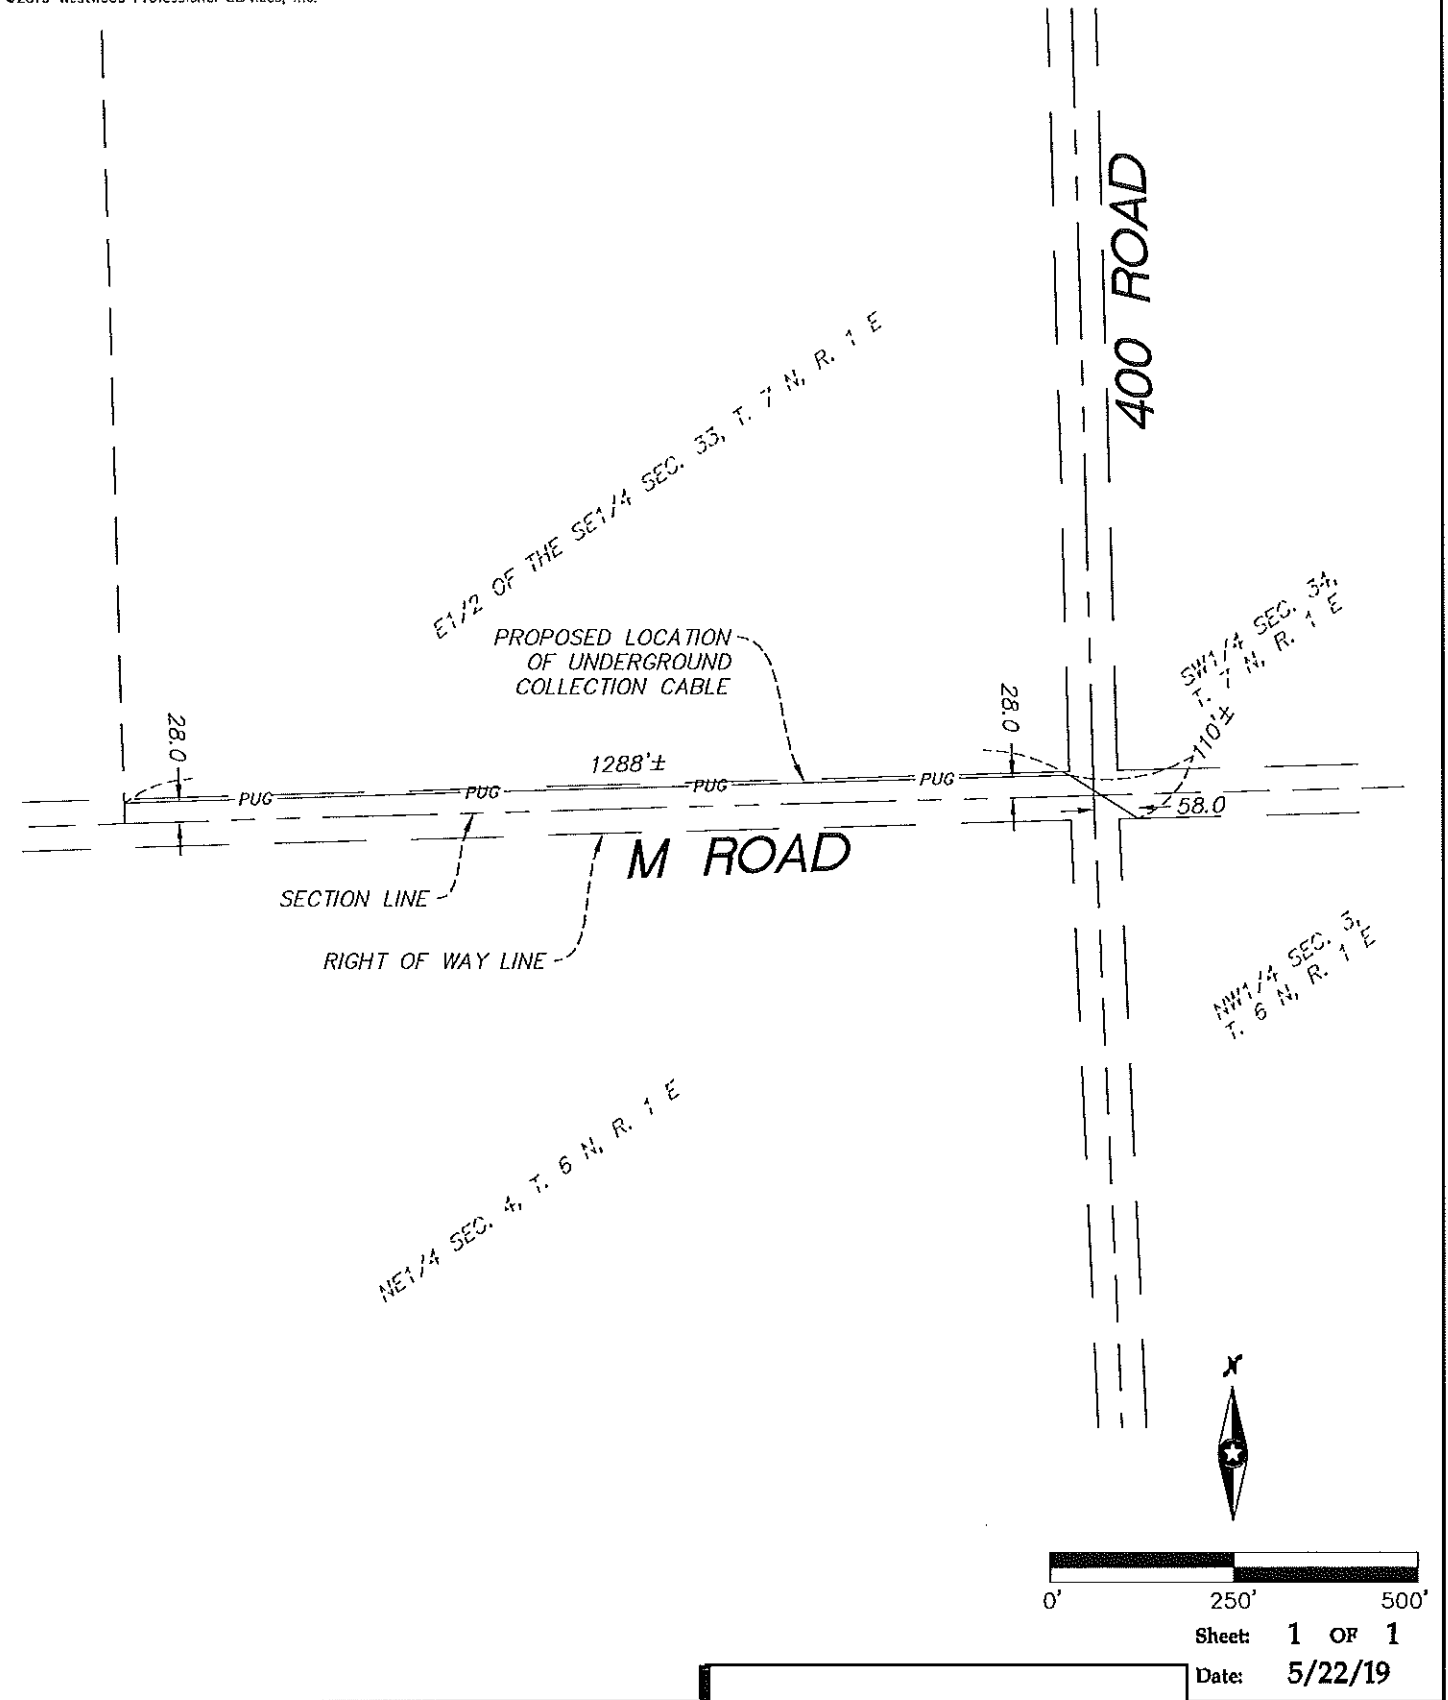 400 ROAD
E1/2 OF THE SE1/4 SEC. 33, T. 7 N, R. 1 E
PROPOSED LOCATION
OF UNDERGROUND
COLLECTION CABLE
SW1/4 SEC. 34,
T. 7 N, R. 1 E
28.0
28.0
1288'±
110'±
PUG
PUG
PUG
PUG
58.0
M ROAD
SECTION LINE
RIGHT OF WAY LINE
NW1/4 SEC. 3,
T. 6 N, R. 1 E
NE1/4 SEC. 4, T. 6 N, R. 1 E
N
0' 250' 500'
Sheet: 1 OF 1
Date: 5/22/19